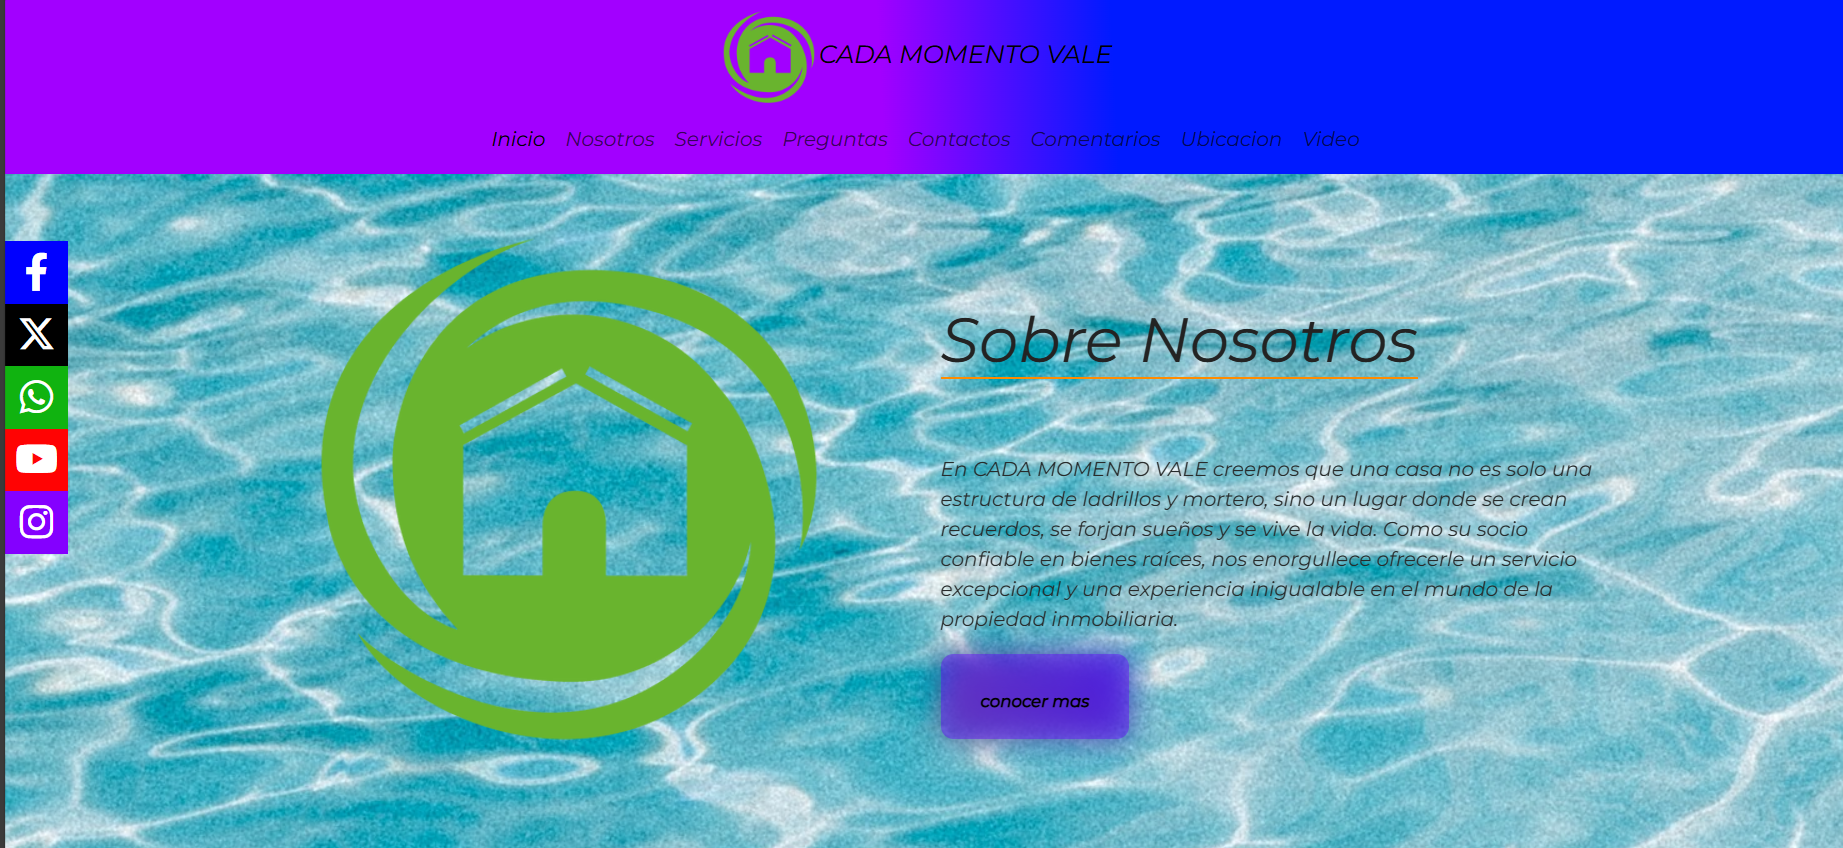 CADA MOMENTO VALE
Inicio Nosotros Servicios Preguntas Contactos Comentarios Ubicacion Video
Sobre Nosotros
En CADA MOMENTO VALE creemos que una casa no es solo una
estructura de ladrillos y mortero, sino un lugar donde se crean
recuerdos, se forjan sueños y se vive la vida. Como su socio
confiable en bienes raíces, nos enorgullece ofrecerle un servicio
excepcional y una experiencia inigualable en el mundo de la
propiedad inmobiliaria.
conocer mas